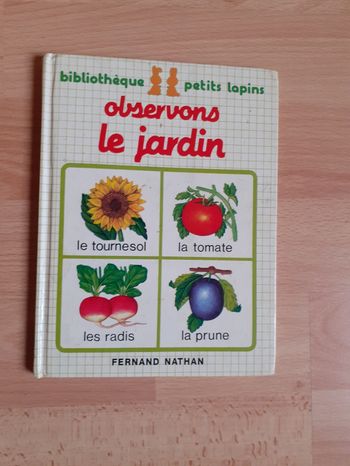 bibliothèque petits lapins
observons
le jardin
le tournesol la tomate
les radis la prune
FERNAND NATHAN